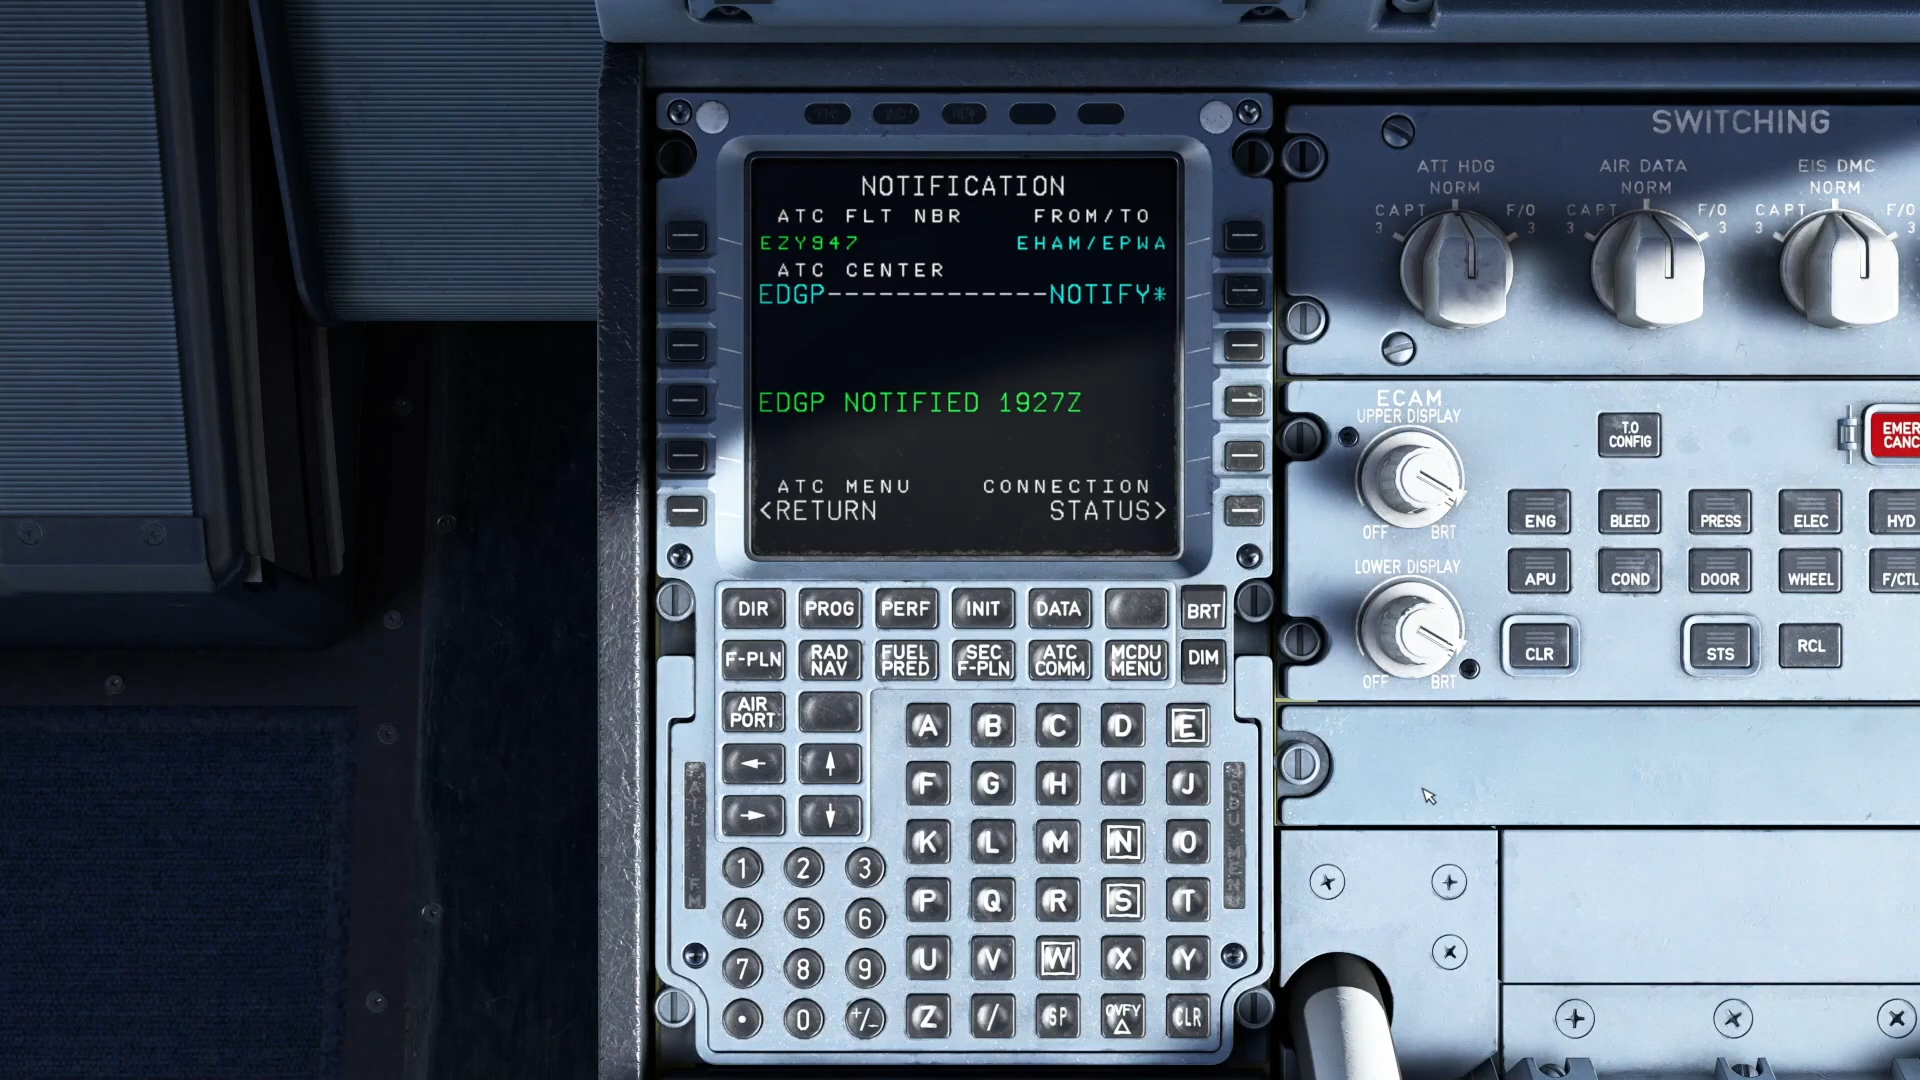 NOTIFICATION
ATC FLT NBR FROM/TO
EZY947 EHAM/EPWA
ATC CENTER
EDGP-------------NOTIFY*
EDGP NOTIFIED 1927Z
ATC MENU CONNECTION
<RETURN STATUS>
DIR PROG PERF INIT DATA BRT
F-PLN RAD NAV FUEL PRED SEC F-PLN ATC COMM MCDU MENU DIM
AIR PORT
← ↑
→ ↓
A B C D E
F G H I J
K L M N O
P Q R S T
U V W X Y
Z / SP OVFY △ CLR
1 2 3
4 5 6
7 8 9
. 0 +/-
FAIL FM
MCDU MENU
SWITCHING
ATT HDG AIR DATA EIS DMC
NORM NORM NORM
CAPT F/O CAPT F/O CAPT F/O
3 3 3 3 3 3
ECAM
UPPER DISPLAY
OFF BRT
LOWER DISPLAY
OFF BRT
T.O CONFIG
EMER CANC
ENG BLEED PRESS ELEC HYD
APU COND DOOR WHEEL F/CTL
CLR STS RCL